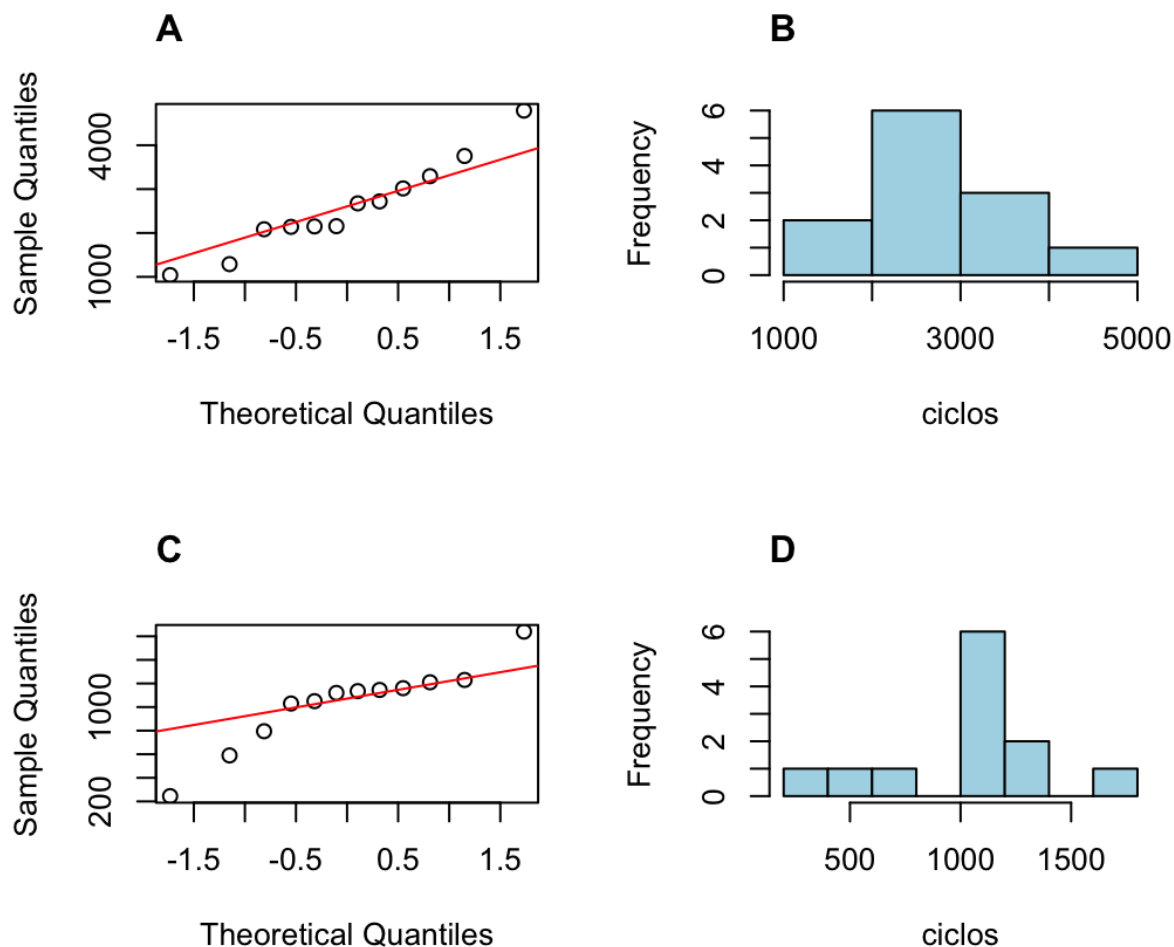 A
Sample Quantiles
1000 4000
-1.5 -0.5 0.5 1.5
Theoretical Quantiles
B
Frequency
0 2 4 6
1000 3000 5000
ciclos
C
Sample Quantiles
200 1000
-1.5 -0.5 0.5 1.5
Theoretical Quantiles
D
Frequency
0 2 4 6
500 1000 1500
ciclos